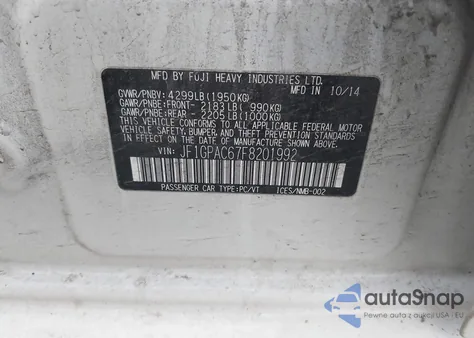 MFD BY FUJI HEAVY INDUSTRIES LTD.
GVWR/PNBV: 4299LB(1950KG) MFD IN 10/14
GAWR/PNBE:FRONT- 2183LB( 990KG)
GAWR/PNBE:REAR - 2205LB(1000KG)
THIS VEHICLE CONFORMS TO ALL APPLICABLE FEDERAL MOTOR
VEHICLE SAFETY, BUMPER, AND THEFT PREVENTION STANDARDS
IN EFFECT ON THE DATE OF MANUFACTURE SHOWN ABOVE.
VIN: JF1GPAC67F8201992
PASSENGER CAR TYPE:PC/VT ICES/NMB-002
autoSnap
Pewne auta z aukcji USA i EU